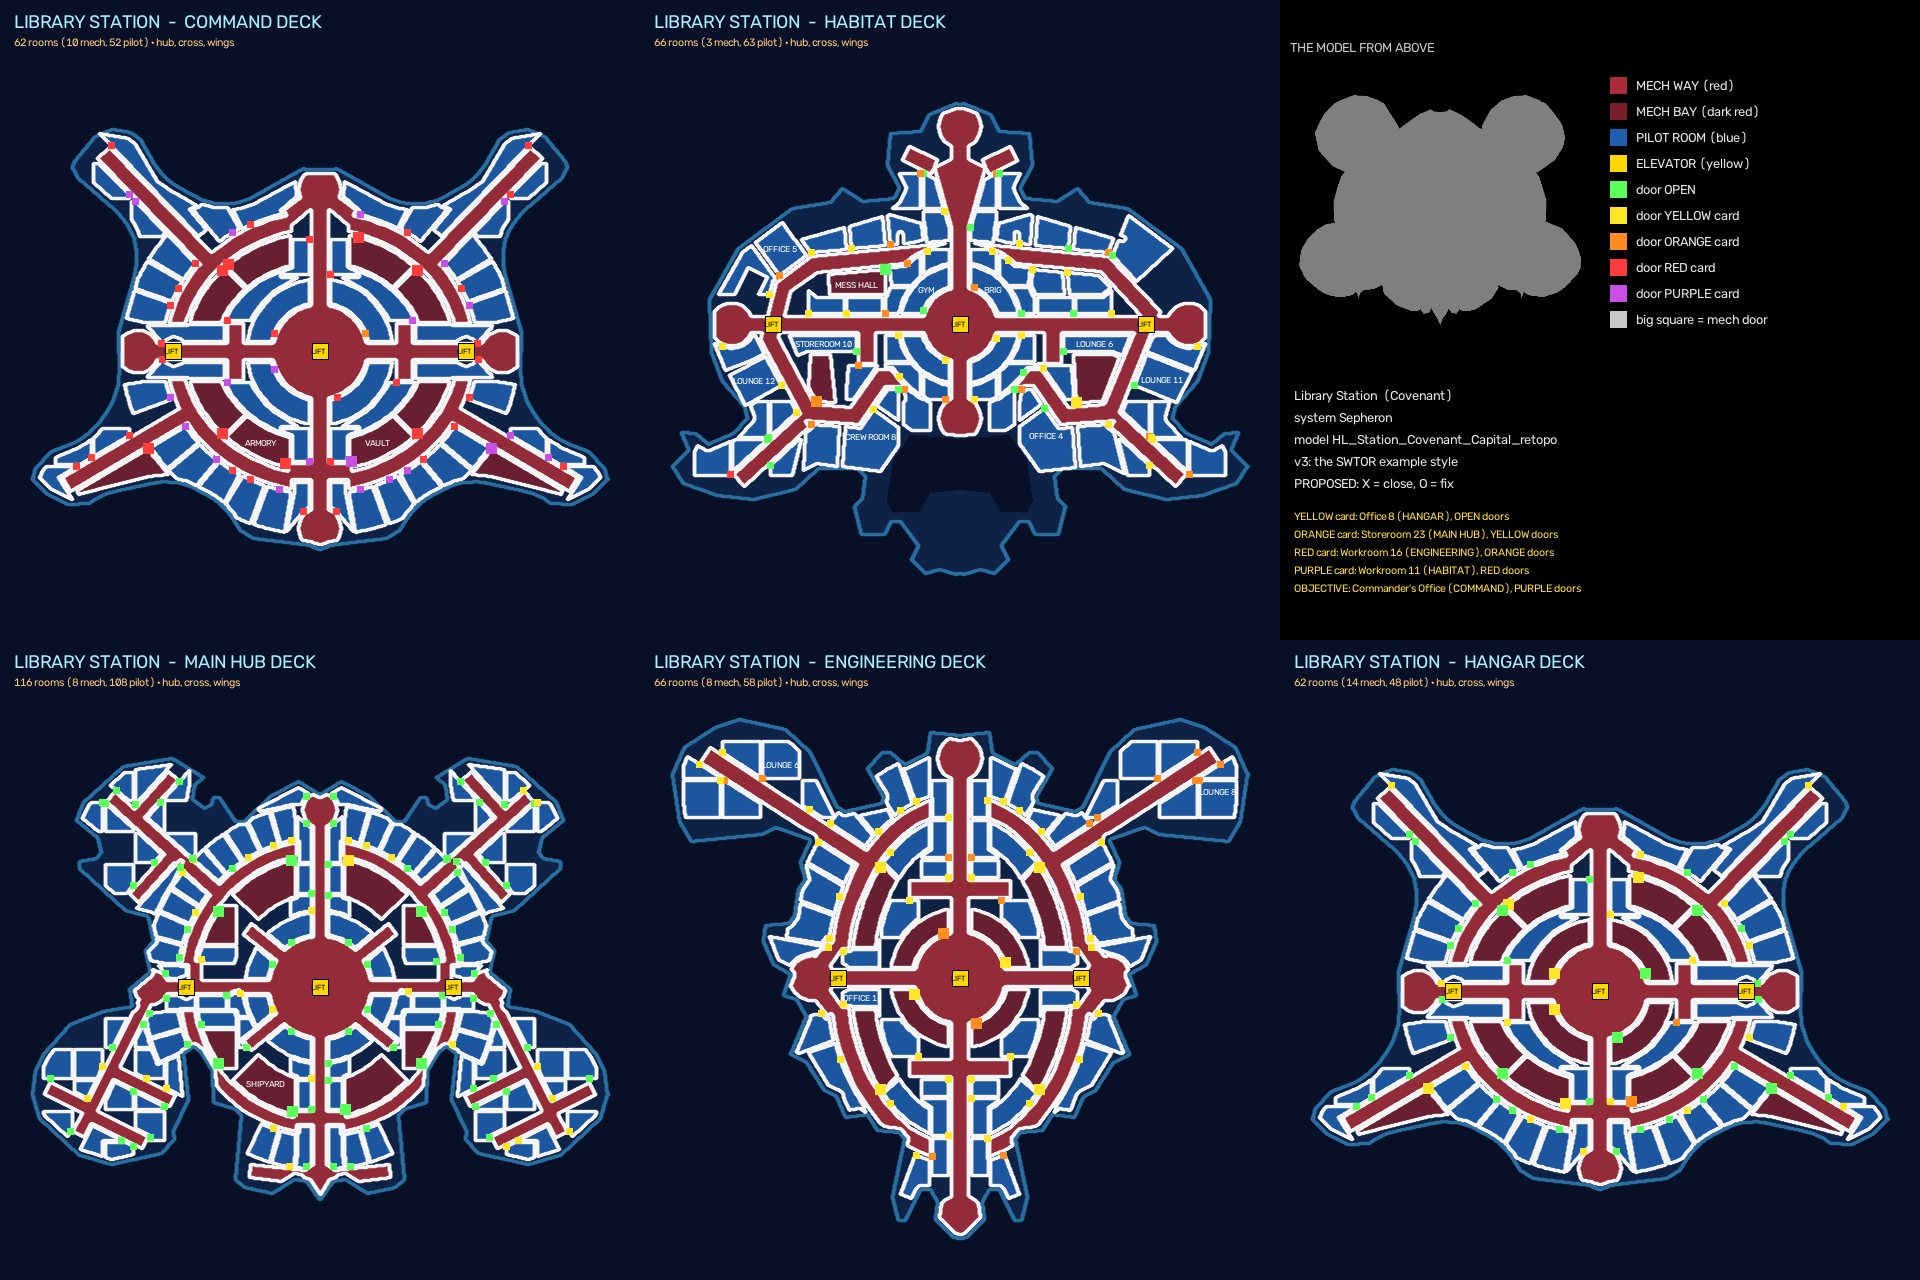 LIBRARY STATION - COMMAND DECK
62 rooms (10 mech, 52 pilot) • hub, cross, wings
LIFT
LIFT
LIFT
ARMORY
VAULT
LIBRARY STATION - HABITAT DECK
66 rooms (3 mech, 63 pilot) • hub, cross, wings
OFFICE 5
MESS HALL
GYM
BRIG
LIFT
LIFT
LIFT
STOREROOM 10
LOUNGE 6
LOUNGE 12
LOUNGE 11
CREW ROOM 8
OFFICE 4
THE MODEL FROM ABOVE
MECH WAY (red)
MECH BAY (dark red)
PILOT ROOM (blue)
ELEVATOR (yellow)
door OPEN
door YELLOW card
door ORANGE card
door RED card
door PURPLE card
big square = mech door
Library Station (Covenant)
system Sepheron
model HL_Station_Covenant_Capital_retopo
v3: the SWTOR example style
PROPOSED: X = close, O = fix
YELLOW card: Office 8 (HANGAR), OPEN doors
ORANGE card: Storeroom 23 (MAIN HUB), YELLOW doors
RED card: Workroom 16 (ENGINEERING), ORANGE doors
PURPLE card: Workroom 11 (HABITAT), RED doors
OBJECTIVE: Commander's Office (COMMAND), PURPLE doors
LIBRARY STATION - MAIN HUB DECK
116 rooms (8 mech, 108 pilot) • hub, cross, wings
LIFT
LIFT
LIFT
SHIPYARD
LIBRARY STATION - ENGINEERING DECK
66 rooms (8 mech, 58 pilot) • hub, cross, wings
LOUNGE
LOUNGE
LIFT
LIFT
LIFT
OFFICE 1
LIBRARY STATION - HANGAR DECK
62 rooms (14 mech, 48 pilot) • hub, cross, wings
LIFT
LIFT
LIFT